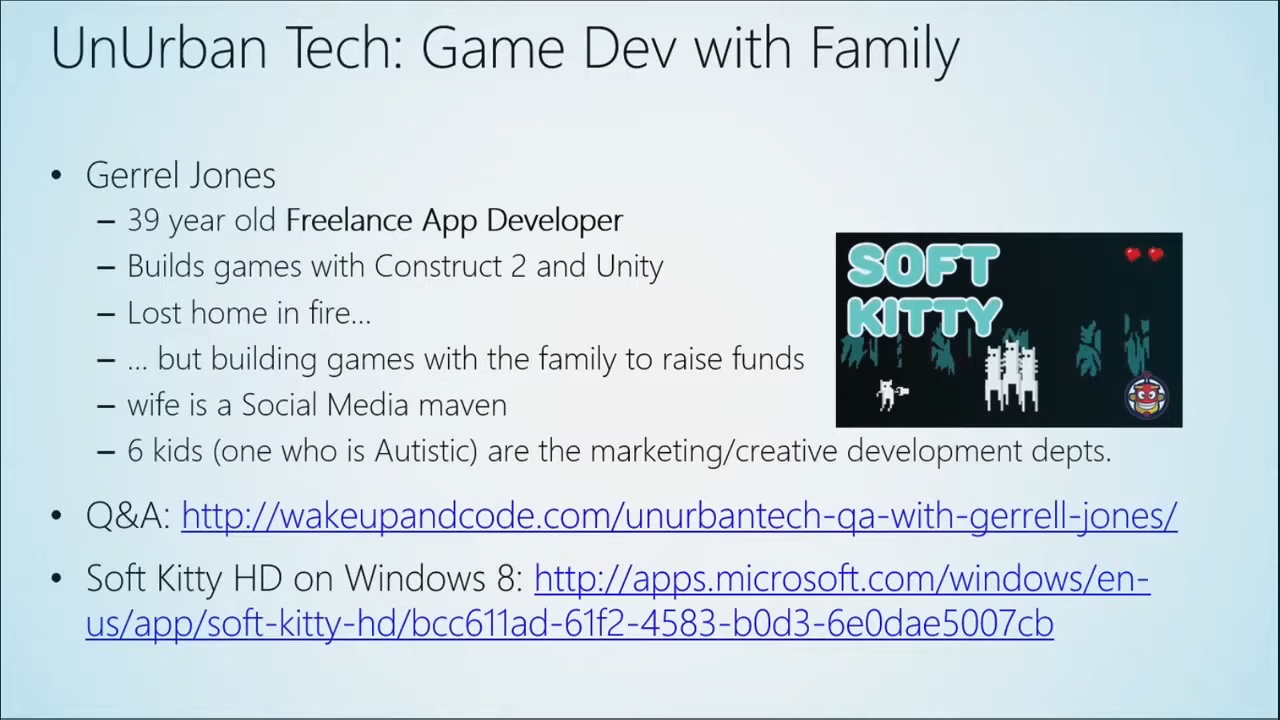 UnUrban Tech: Game Dev with Family
• Gerrel Jones
– 39 year old Freelance App Developer
– Builds games with Construct 2 and Unity
– Lost home in fire...
– ... but building games with the family to raise funds
– wife is a Social Media maven
– 6 kids (one who is Autistic) are the marketing/creative development depts.
SOFT
KITTY
• Q&A: http://wakeupandcode.com/unurbantech-qa-with-gerrell-jones/
• Soft Kitty HD on Windows 8: http://apps.microsoft.com/windows/en-
us/app/soft-kitty-hd/bcc611ad-61f2-4583-b0d3-6e0dae5007cb